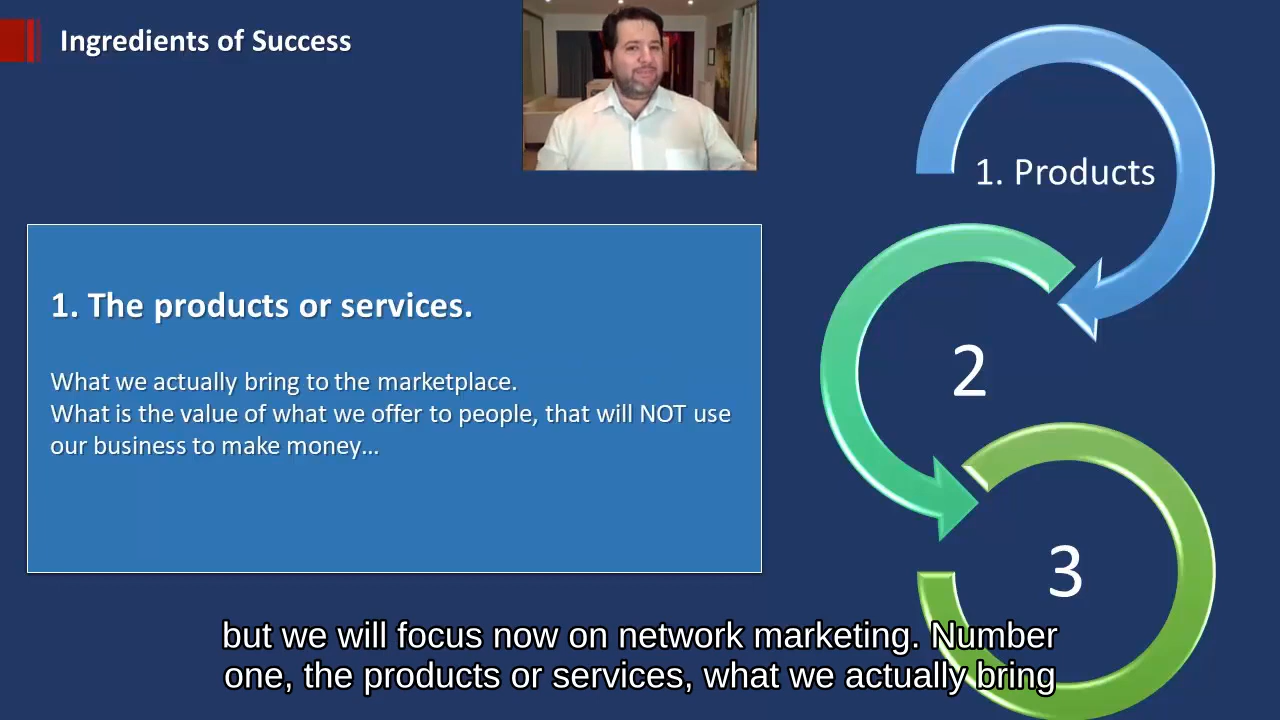 Ingredients of Success
1. Products
1. The products or services.
What we actually bring to the marketplace.
What is the value of what we offer to people, that will NOT use
our business to make money...
2
3
but we will focus now on network marketing. Number
one, the products or services, what we actually bring